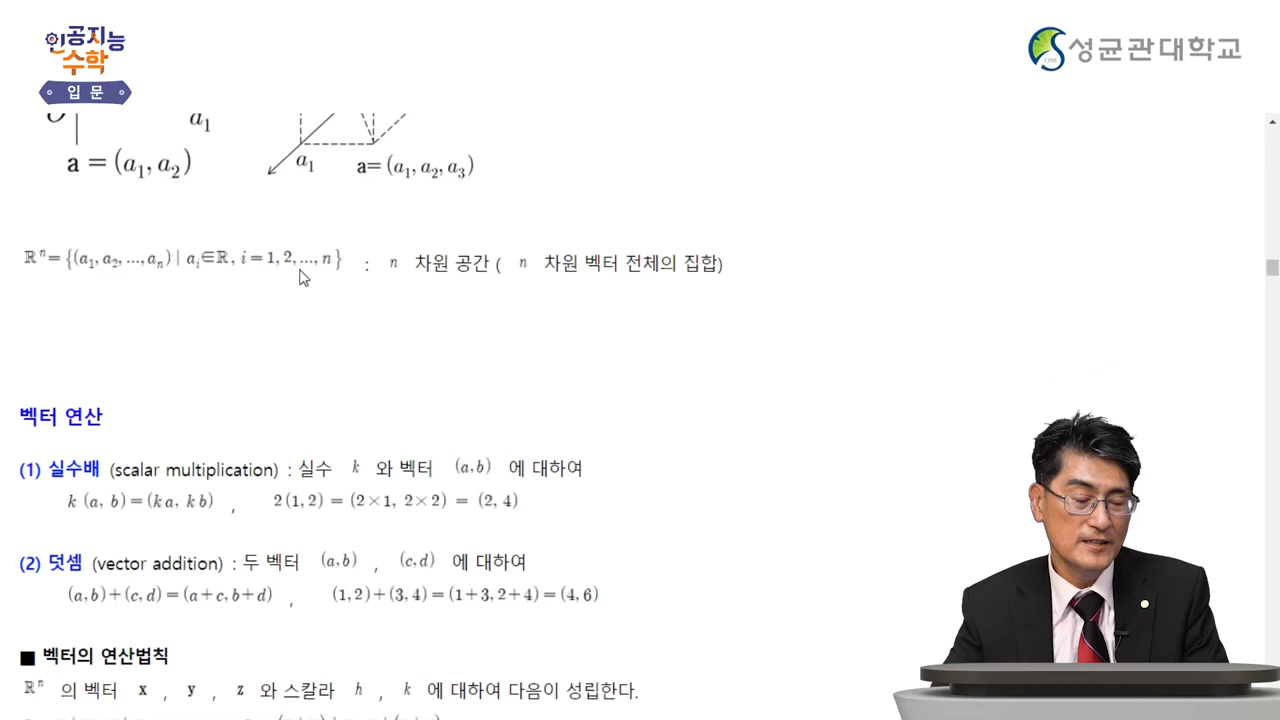 인공지능
수학
입문
성균관대학교
1398
a₁
a = (a₁, a₂)
a₁
a= (a₁, a₂, a₃)
ℝⁿ= {(a₁, a₂, ..., aₙ) | aᵢ∈ℝ, i = 1, 2, ..., n} : n 차원 공간 ( n 차원 벡터 전체의 집합)
벡터 연산
(1) 실수배 (scalar multiplication) : 실수 k 와 벡터 (a,b) 에 대하여
k (a, b)=(ka, kb) , 2(1, 2) = (2×1, 2×2) = (2, 4)
(2) 덧셈 (vector addition) : 두 벡터 (a,b) , (c,d) 에 대하여
(a,b)+(c,d)=(a+c,b+d) , (1,2)+(3,4)=(1+3,2+4)=(4,6)
■ 벡터의 연산법칙
ℝⁿ 의 벡터 x , y , z 와 스칼라 h , k 에 대하여 다음이 성립한다.